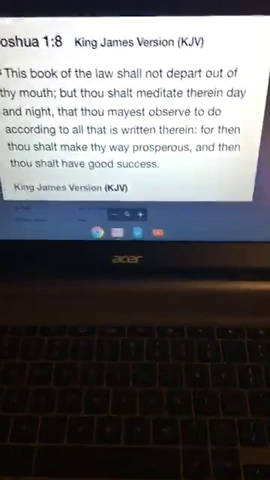 oshua 1:8 King James Version (KJV)
This book of the law shall not depart out of
thy mouth; but thou shalt meditate therein day
and night, that thou mayest observe to do
according to all that is written therein: for then
thou shalt make thy way prosperous, and then
thou shalt have good success.
King James Version (KJV)
acer